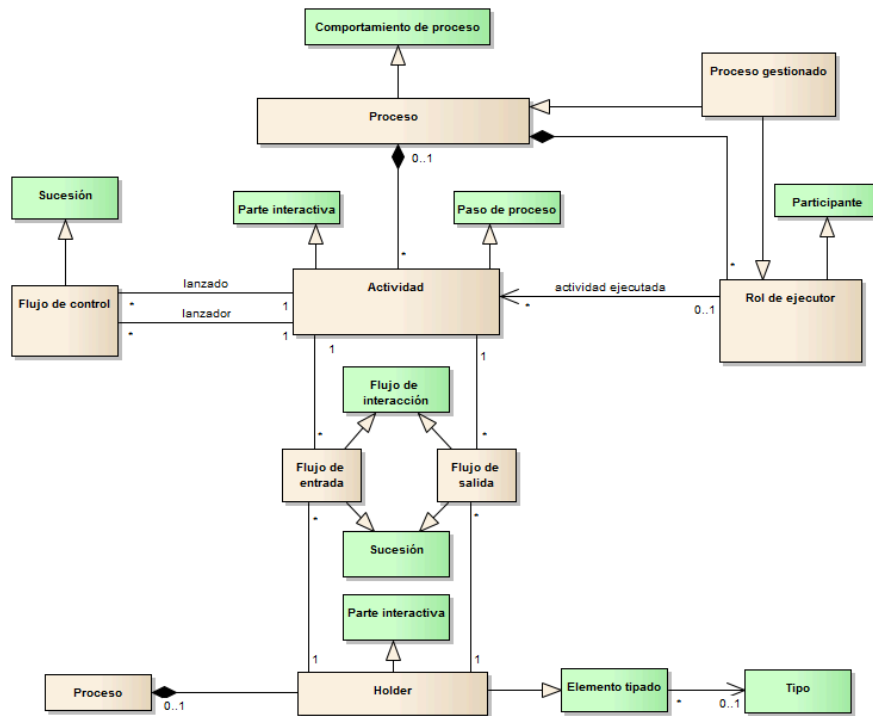 Comportamiento de proceso
Proceso gestionado
Proceso
0..1
Sucesión
Parte interactiva
Paso de proceso
Participante
*
*
lanzado
Actividad
actividad ejecutada
Flujo de control
*
1
Rol de ejecutor
lanzador
*
0..1
*
1
1
1
Flujo de
interacción
*
*
Flujo de
entrada
Flujo de
salida
*
*
Sucesión
Parte interactiva
1
1
Proceso
0..1
Holder
Elemento tipado
*
0..1
Tipo